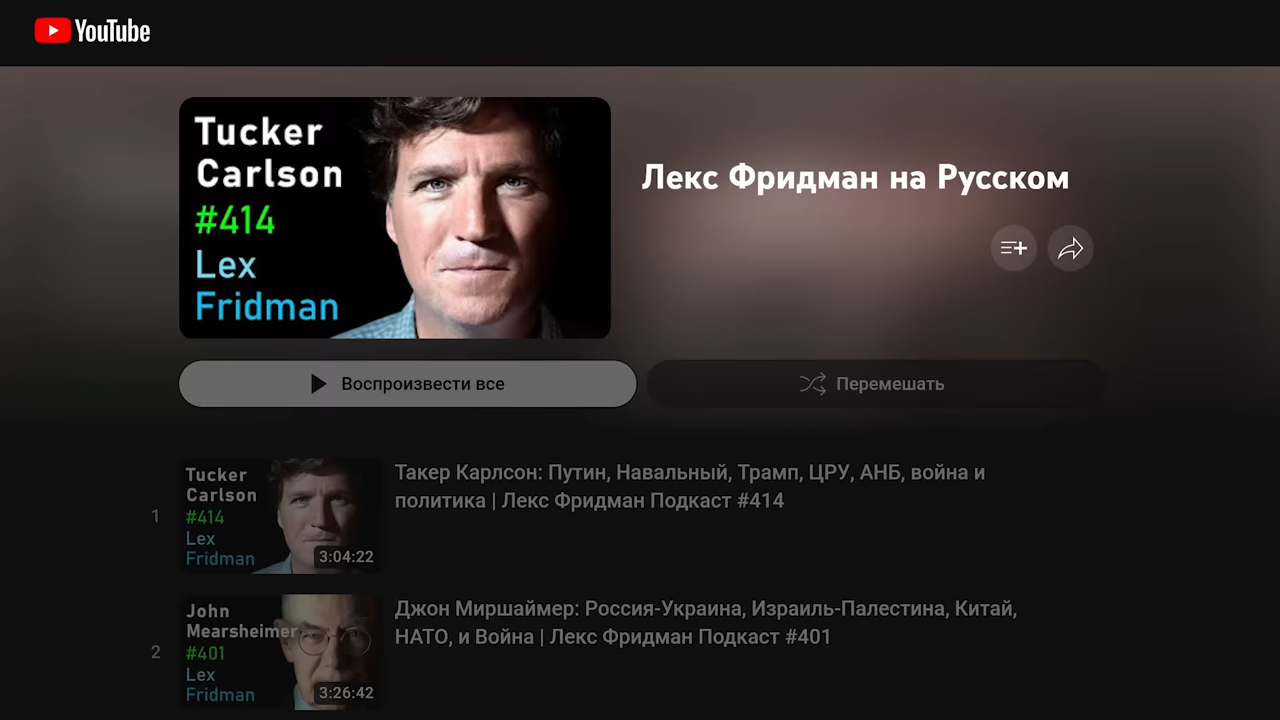 YouTube
Tucker
Carlson
#414
Lex
Fridman
Лекс Фридман на Русском
Воспроизвести все
Перемешать
1
Tucker
Carlson
#414
Lex
Fridman
3:04:22
Такер Карлсон: Путин, Навальный, Трамп, ЦРУ, АНБ, война и
политика | Лекс Фридман Подкаст #414
2
John
Mearsheimer
#401
Lex
Fridman
3:26:42
Джон Миршаймер: Россия-Украина, Израиль-Палестина, Китай,
НАТО, и Война | Лекс Фридман Подкаст #401